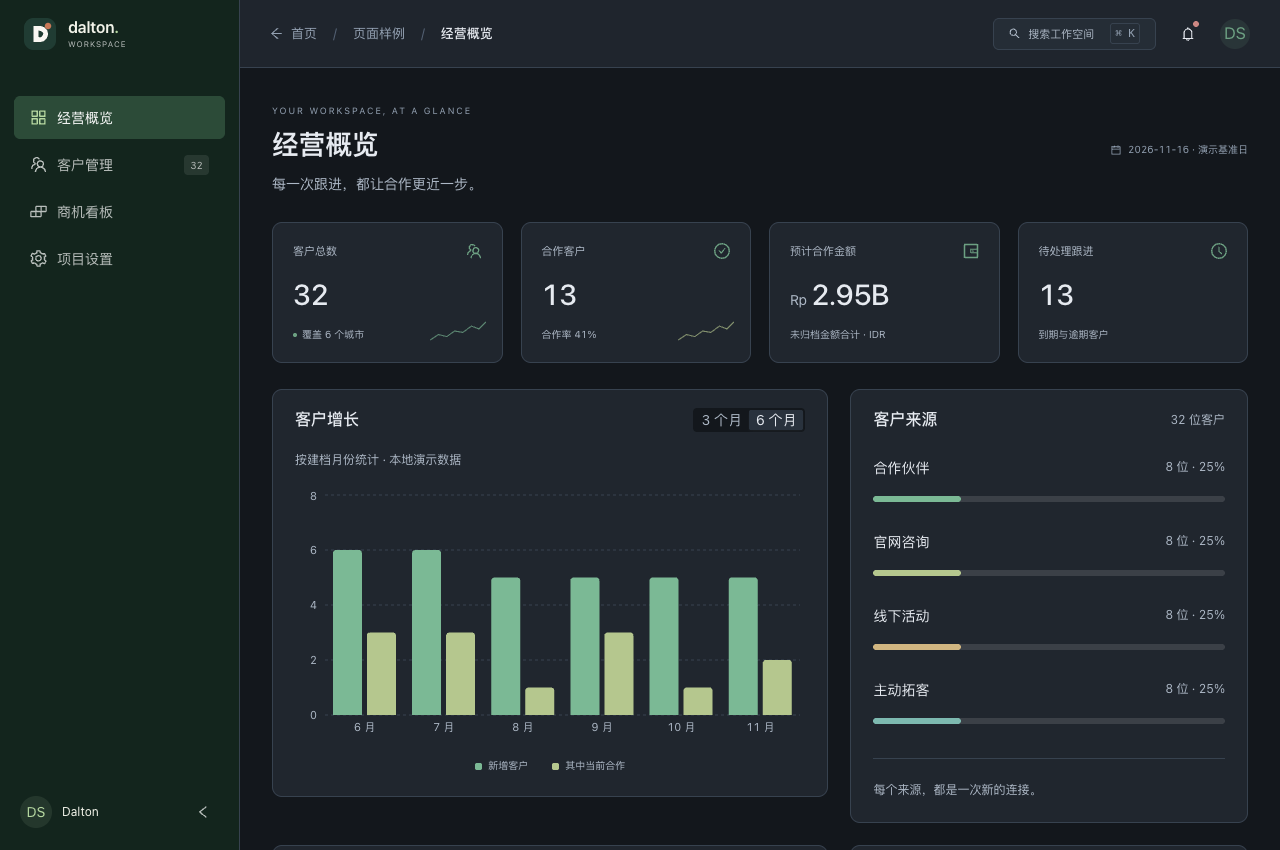 dalton.
WORKSPACE
经营概览
客户管理 32
商机看板
项目设置
DS Dalton
首页 / 页面样例 / 经营概览
搜索工作空间 ⌘ K
DS
YOUR WORKSPACE, AT A GLANCE
经营概览
2026-11-16 · 演示基准日
每一次跟进，都让合作更近一步。
客户总数
32
覆盖 6 个城市
合作客户
13
合作率 41%
预计合作金额
Rp 2.95B
未归档金额合计 · IDR
待处理跟进
13
到期与逾期客户
客户增长
3 个月 6 个月
按建档月份统计 · 本地演示数据
8
6
4
2
0
6 月 7 月 8 月 9 月 10 月 11 月
新增客户 其中当前合作
客户来源 32 位客户
合作伙伴 8 位 · 25%
官网咨询 8 位 · 25%
线下活动 8 位 · 25%
主动拓客 8 位 · 25%
每个来源，都是一次新的连接。